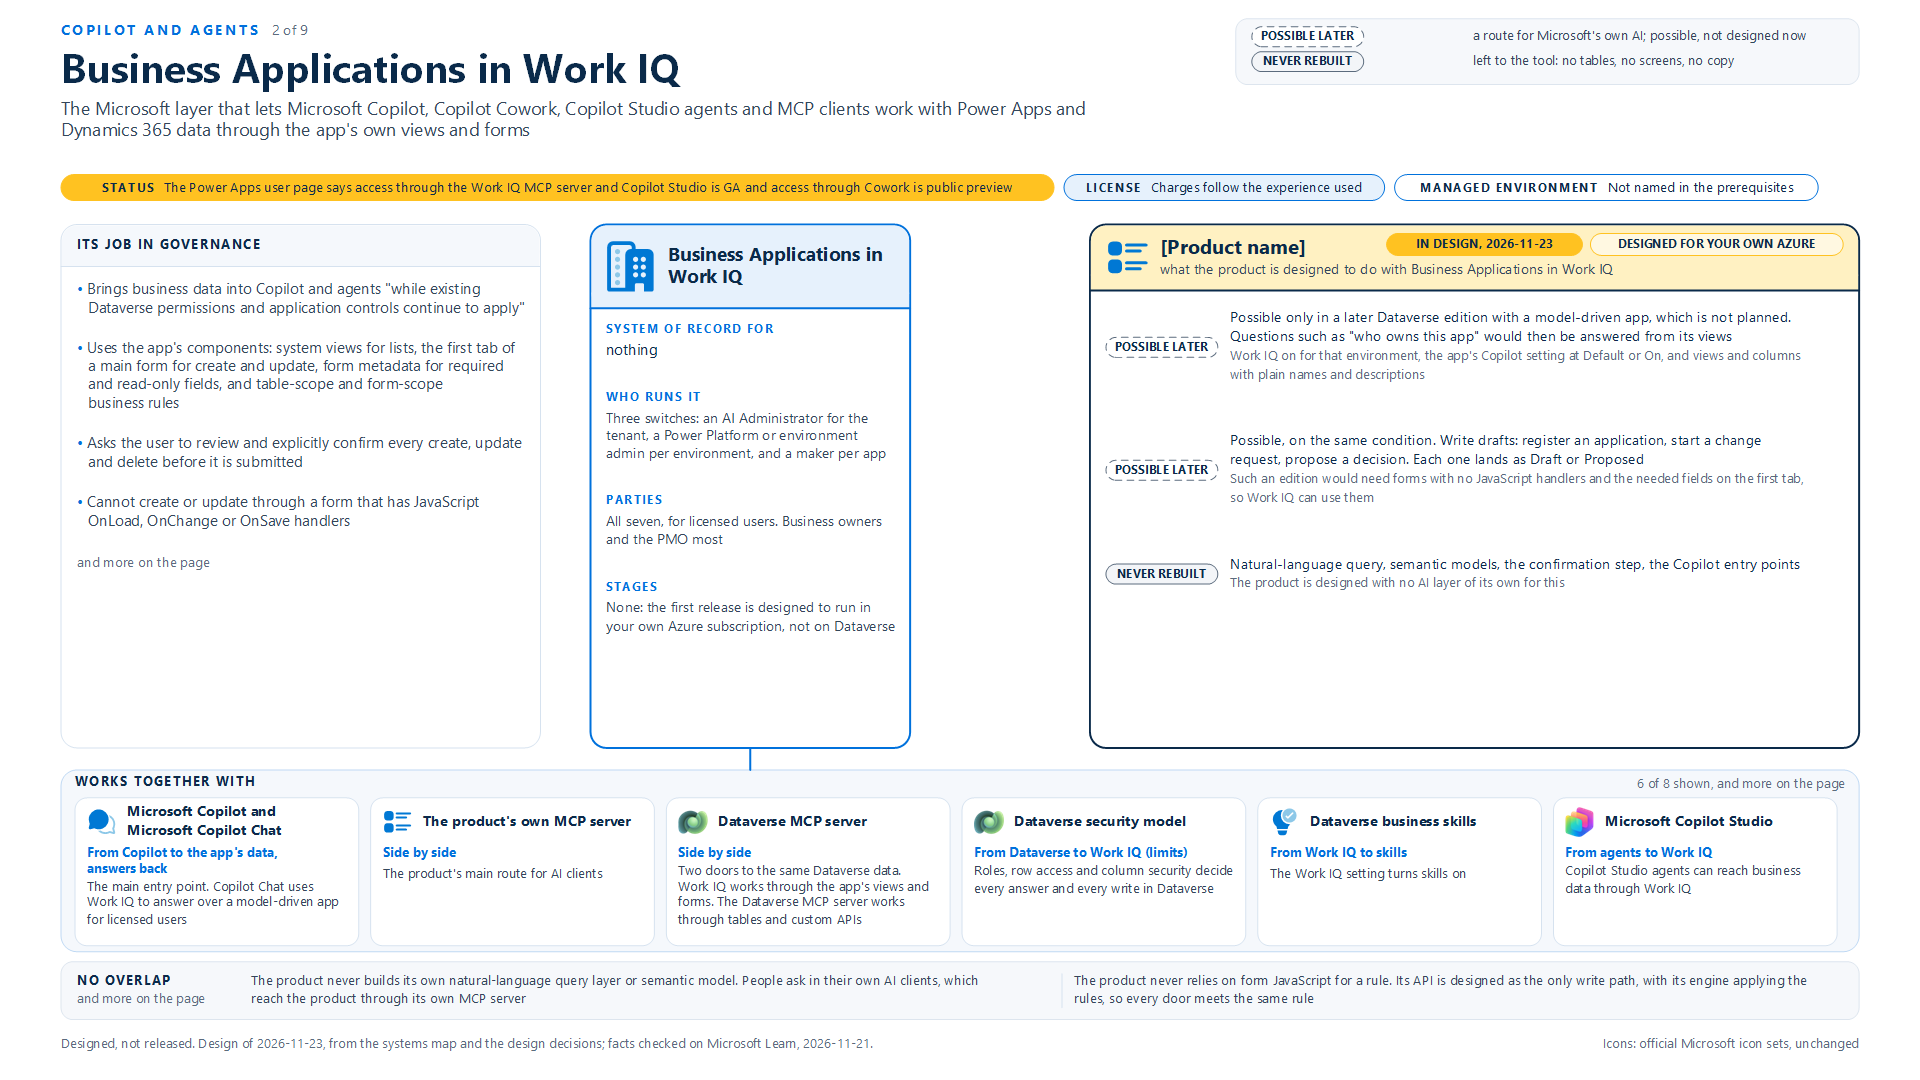 COPILOT AND AGENTS 2 of 9
Business Applications in Work IQ
The Microsoft layer that lets Microsoft Copilot, Copilot Cowork, Copilot Studio agents and MCP clients work with Power Apps and
Dynamics 365 data through the app's own views and forms
POSSIBLE LATER a route for Microsoft's own AI; possible, not designed now
NEVER REBUILT left to the tool: no tables, no screens, no copy
STATUS The Power Apps user page says access through the Work IQ MCP server and Copilot Studio is GA and access through Cowork is public preview
LICENSE Charges follow the experience used
MANAGED ENVIRONMENT Not named in the prerequisites
ITS JOB IN GOVERNANCE
• Brings business data into Copilot and agents "while existing
Dataverse permissions and application controls continue to apply"
• Uses the app's components: system views for lists, the first tab of
a main form for create and update, form metadata for required
and read-only fields, and table-scope and form-scope
business rules
• Asks the user to review and explicitly confirm every create, update
and delete before it is submitted
• Cannot create or update through a form that has JavaScript
OnLoad, OnChange or OnSave handlers
and more on the page
Business Applications in
Work IQ
SYSTEM OF RECORD FOR
nothing
WHO RUNS IT
Three switches: an AI Administrator for the
tenant, a Power Platform or environment
admin per environment, and a maker per app
PARTIES
All seven, for licensed users. Business owners
and the PMO most
STAGES
None: the first release is designed to run in
your own Azure subscription, not on Dataverse
[Product name]
IN DESIGN, 2026-11-23
DESIGNED FOR YOUR OWN AZURE
what the product is designed to do with Business Applications in Work IQ
POSSIBLE LATER
Possible only in a later Dataverse edition with a model-driven app, which is not planned.
Questions such as "who owns this app" would then be answered from its views
Work IQ on for that environment, the app's Copilot setting at Default or On, and views and columns
with plain names and descriptions
POSSIBLE LATER
Possible, on the same condition. Write drafts: register an application, start a change
request, propose a decision. Each one lands as Draft or Proposed
Such an edition would need forms with no JavaScript handlers and the needed fields on the first tab,
so Work IQ can use them
NEVER REBUILT
Natural-language query, semantic models, the confirmation step, the Copilot entry points
The product is designed with no AI layer of its own for this
WORKS TOGETHER WITH
6 of 8 shown, and more on the page
Microsoft Copilot and
Microsoft Copilot Chat
From Copilot to the app's data,
answers back
The main entry point. Copilot Chat uses
Work IQ to answer over a model-driven app
for licensed users
The product's own MCP server
Side by side
The product's main route for AI clients
Dataverse MCP server
Side by side
Two doors to the same Dataverse data.
Work IQ works through the app's views and
forms. The Dataverse MCP server works
through tables and custom APIs
Dataverse security model
From Dataverse to Work IQ (limits)
Roles, row access and column security decide
every answer and every write in Dataverse
Dataverse business skills
From Work IQ to skills
The Work IQ setting turns skills on
Microsoft Copilot Studio
From agents to Work IQ
Copilot Studio agents can reach business
data through Work IQ
NO OVERLAP
and more on the page
The product never builds its own natural-language query layer or semantic model. People ask in their own AI clients, which
reach the product through its own MCP server
The product never relies on form JavaScript for a rule. Its API is designed as the only write path, with its engine applying the
rules, so every door meets the same rule
Designed, not released. Design of 2026-11-23, from the systems map and the design decisions; facts checked on Microsoft Learn, 2026-11-21.
Icons: official Microsoft icon sets, unchanged